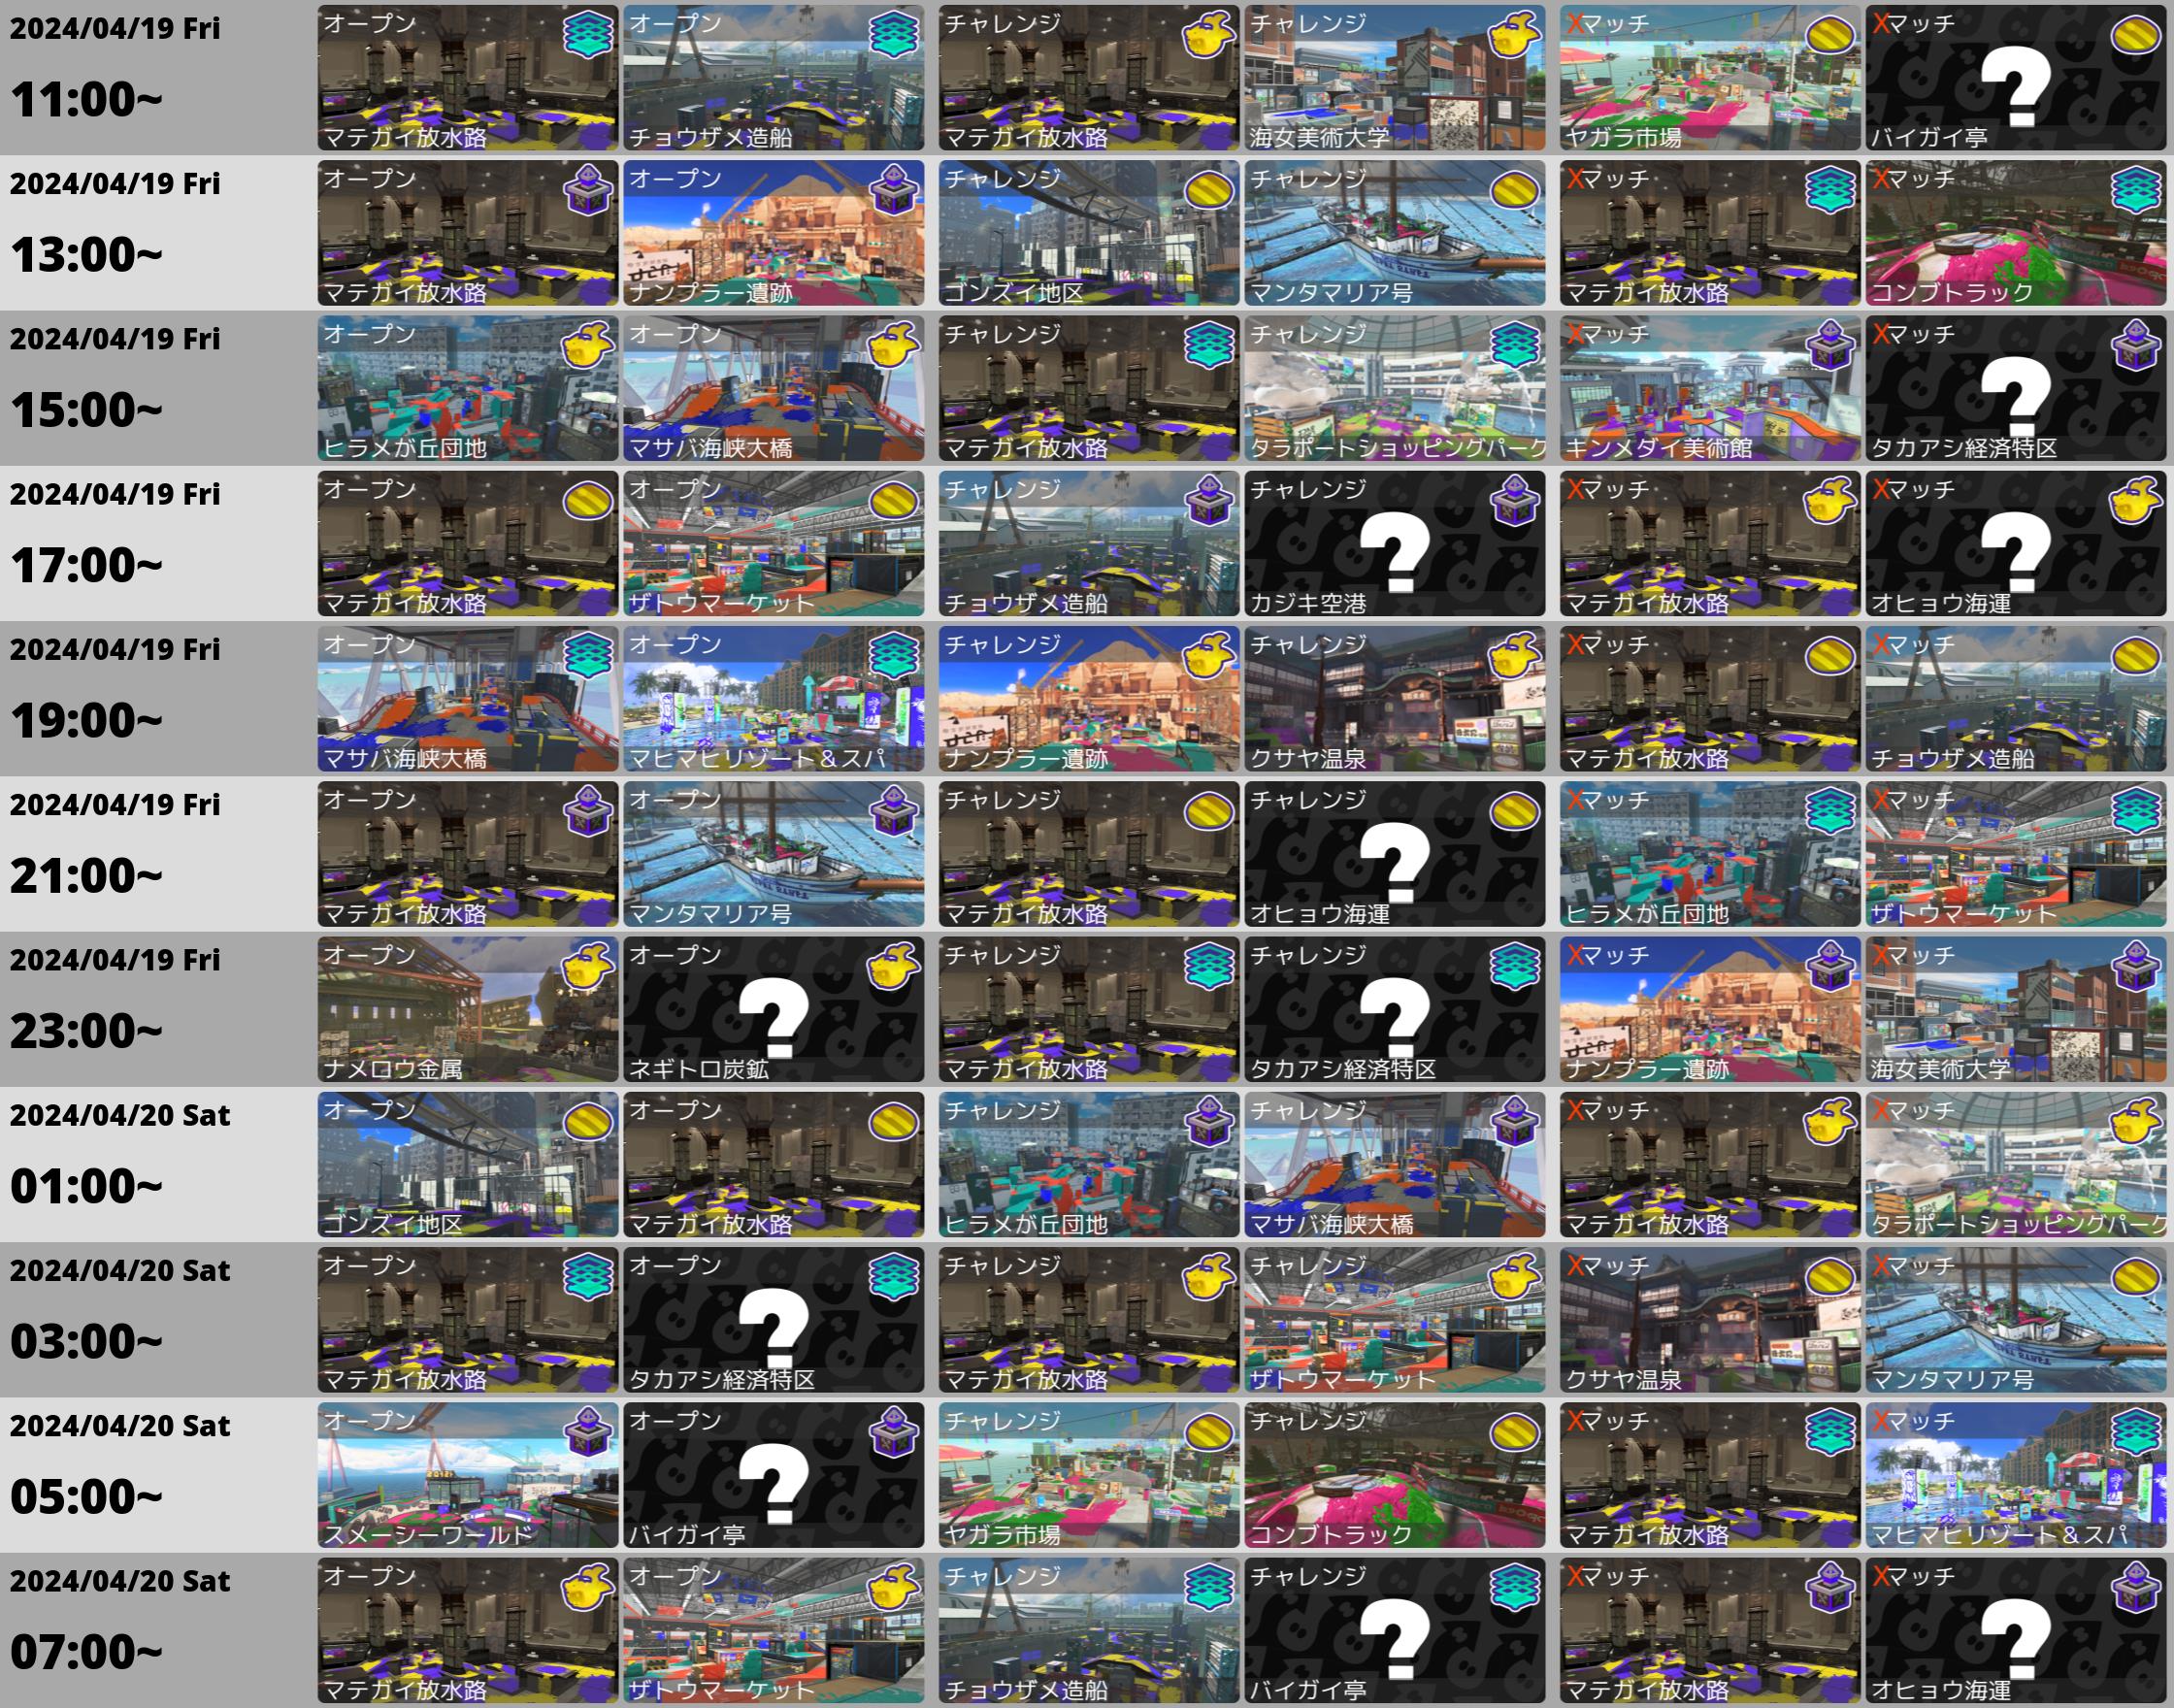 2024/04/19 Fri
11:00~
オープン
マテガイ放水路
オープン
チョウザメ造船
チャレンジ
マテガイ放水路
チャレンジ
海女美術大学
Xマッチ
ヤガラ市場
Xマッチ
バイガイ亭
2024/04/19 Fri
13:00~
オープン
マテガイ放水路
オープン
ナンプラー遺跡
チャレンジ
ゴンズイ地区
チャレンジ
マンタマリア号
Xマッチ
マテガイ放水路
Xマッチ
コンブトラック
2024/04/19 Fri
15:00~
オープン
ヒラメが丘団地
オープン
マサバ海峡大橋
チャレンジ
マテガイ放水路
チャレンジ
タラポートショッピングパーク
Xマッチ
キンメダイ美術館
Xマッチ
タカアシ経済特区
2024/04/19 Fri
17:00~
オープン
マテガイ放水路
オープン
ザトウマーケット
チャレンジ
チョウザメ造船
チャレンジ
カジキ空港
Xマッチ
マテガイ放水路
Xマッチ
オヒョウ海運
2024/04/19 Fri
19:00~
オープン
マサバ海峡大橋
オープン
マヒマヒリゾート＆スパ
チャレンジ
ナンプラー遺跡
チャレンジ
クサヤ温泉
Xマッチ
マテガイ放水路
Xマッチ
チョウザメ造船
2024/04/19 Fri
21:00~
オープン
マテガイ放水路
オープン
マンタマリア号
チャレンジ
マテガイ放水路
チャレンジ
オヒョウ海運
Xマッチ
ヒラメが丘団地
Xマッチ
ザトウマーケット
2024/04/19 Fri
23:00~
オープン
ナメロウ金属
オープン
ネギトロ炭鉱
チャレンジ
マテガイ放水路
チャレンジ
タカアシ経済特区
Xマッチ
ナンプラー遺跡
Xマッチ
海女美術大学
2024/04/20 Sat
01:00~
オープン
ゴンズイ地区
オープン
マテガイ放水路
チャレンジ
ヒラメが丘団地
チャレンジ
マサバ海峡大橋
Xマッチ
マテガイ放水路
Xマッチ
タラポートショッピングパーク
2024/04/20 Sat
03:00~
オープン
マテガイ放水路
オープン
タカアシ経済特区
チャレンジ
マテガイ放水路
チャレンジ
ザトウマーケット
Xマッチ
クサヤ温泉
Xマッチ
マンタマリア号
2024/04/20 Sat
05:00~
オープン
スメーシーワールド
オープン
バイガイ亭
チャレンジ
ヤガラ市場
チャレンジ
コンブトラック
Xマッチ
マテガイ放水路
Xマッチ
マヒマヒリゾート＆スパ
2024/04/20 Sat
07:00~
オープン
マテガイ放水路
オープン
ザトウマーケット
チャレンジ
チョウザメ造船
チャレンジ
バイガイ亭
Xマッチ
マテガイ放水路
Xマッチ
オヒョウ海運